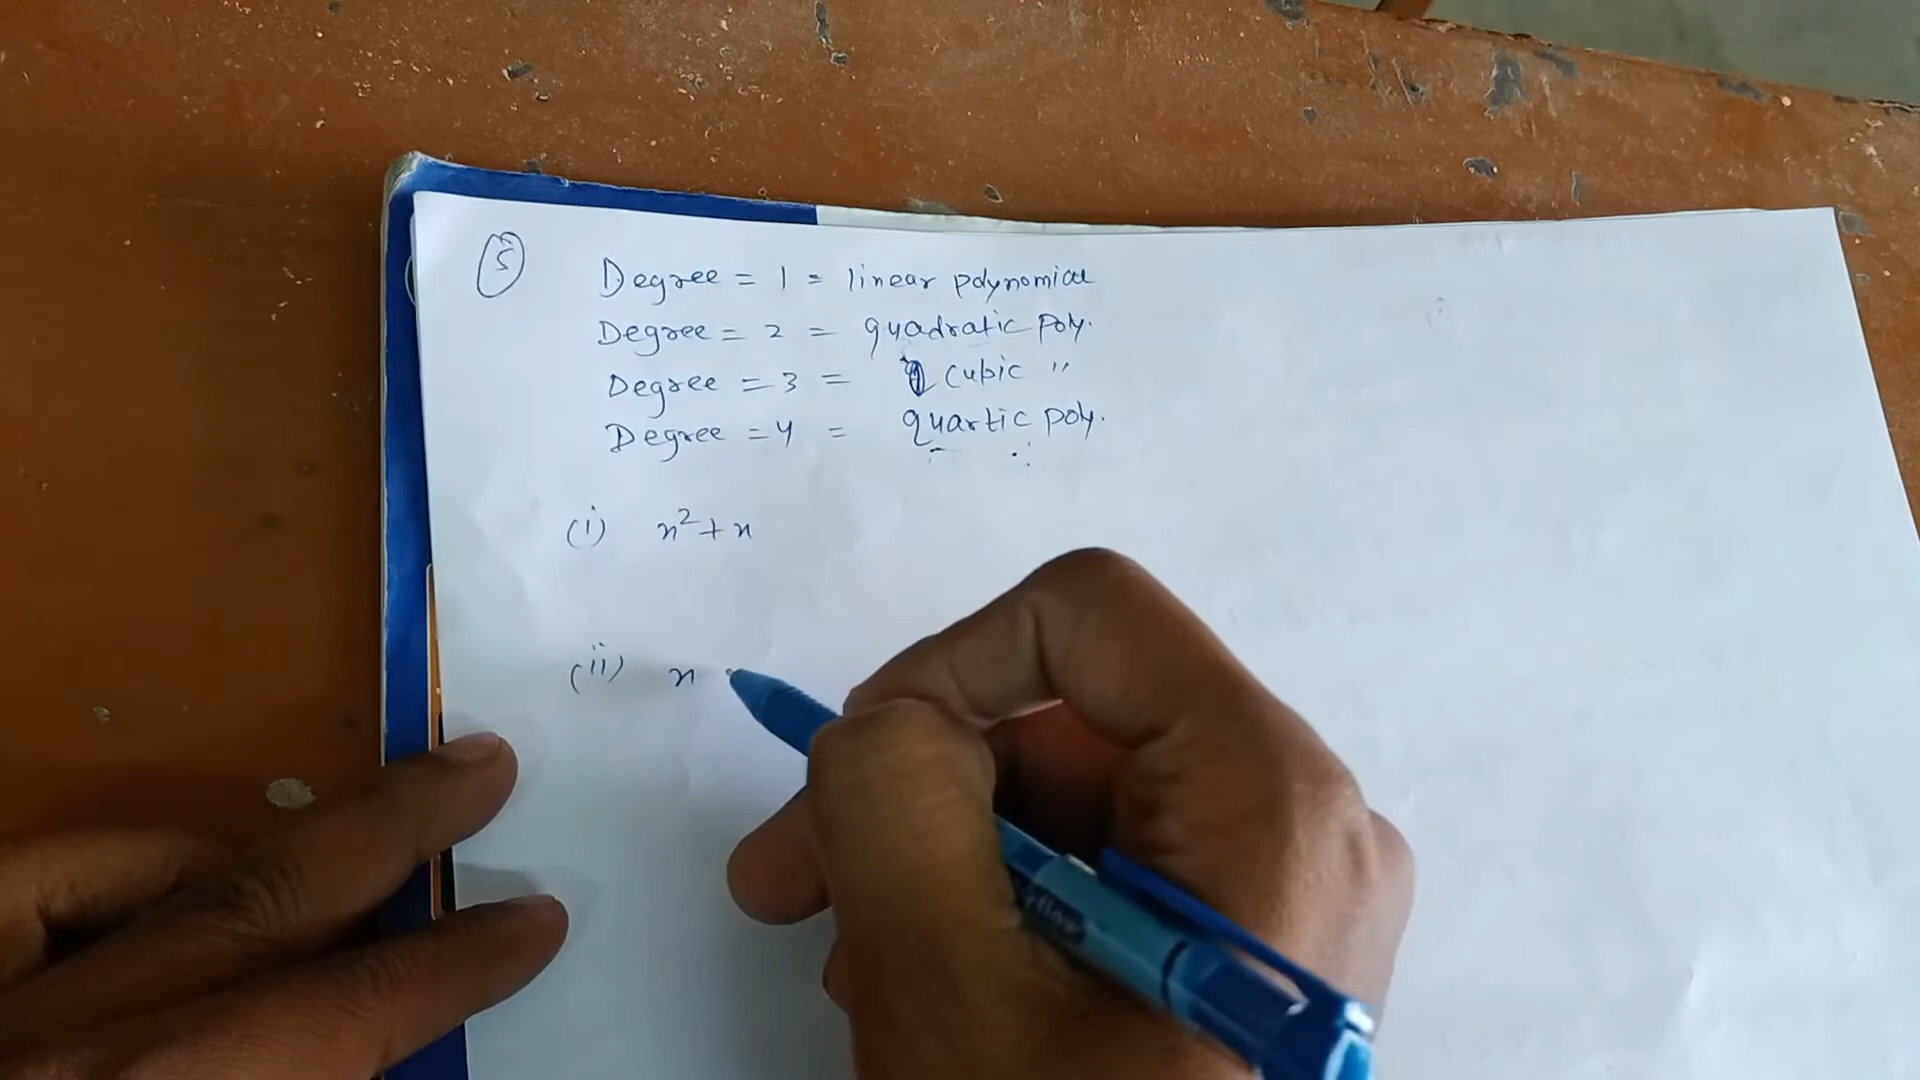 5 Degree = 1 = linear polynomial
Degree = 2 = quadratic poly.
Degree = 3 = cubic "
Degree = 4 = quartic poly.
(i) x² + x
(ii) x